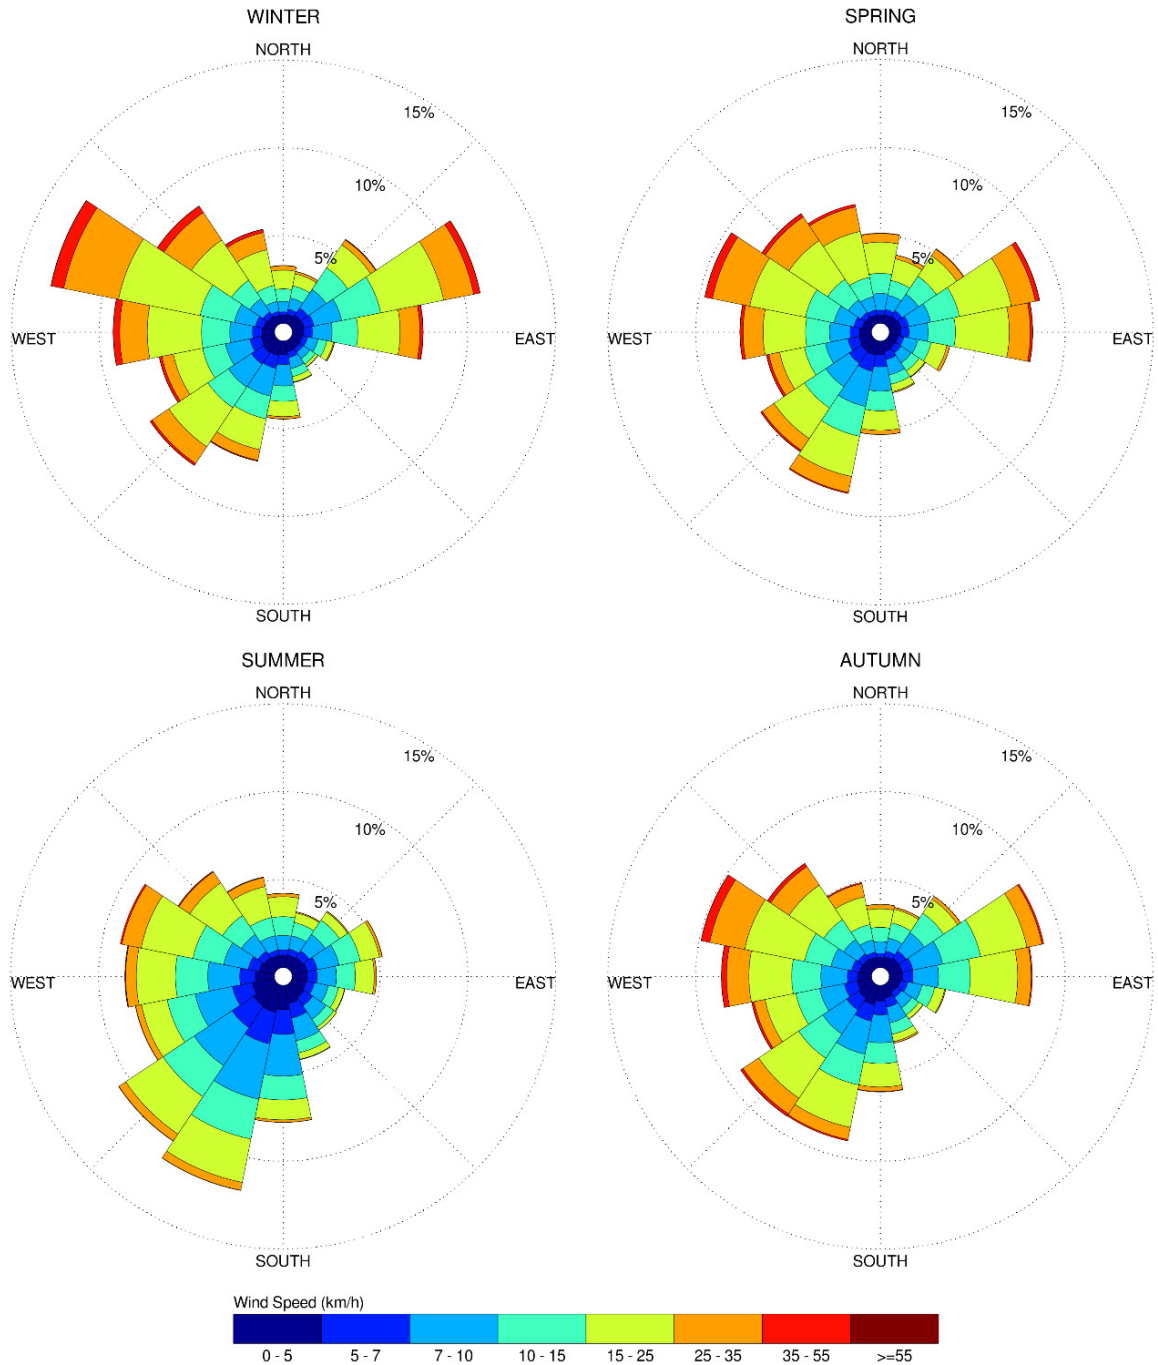 WINTER
NORTH
15%
10%
5%
WEST
EAST
SOUTH
SPRING
NORTH
15%
10%
5%
WEST
EAST
SOUTH
SUMMER
NORTH
15%
10%
5%
WEST
EAST
SOUTH
AUTUMN
NORTH
15%
10%
5%
WEST
EAST
SOUTH
Wind Speed (km/h)
0 - 5 5 - 7 7 - 10 10 - 15 15 - 25 25 - 35 35 - 55 >=55